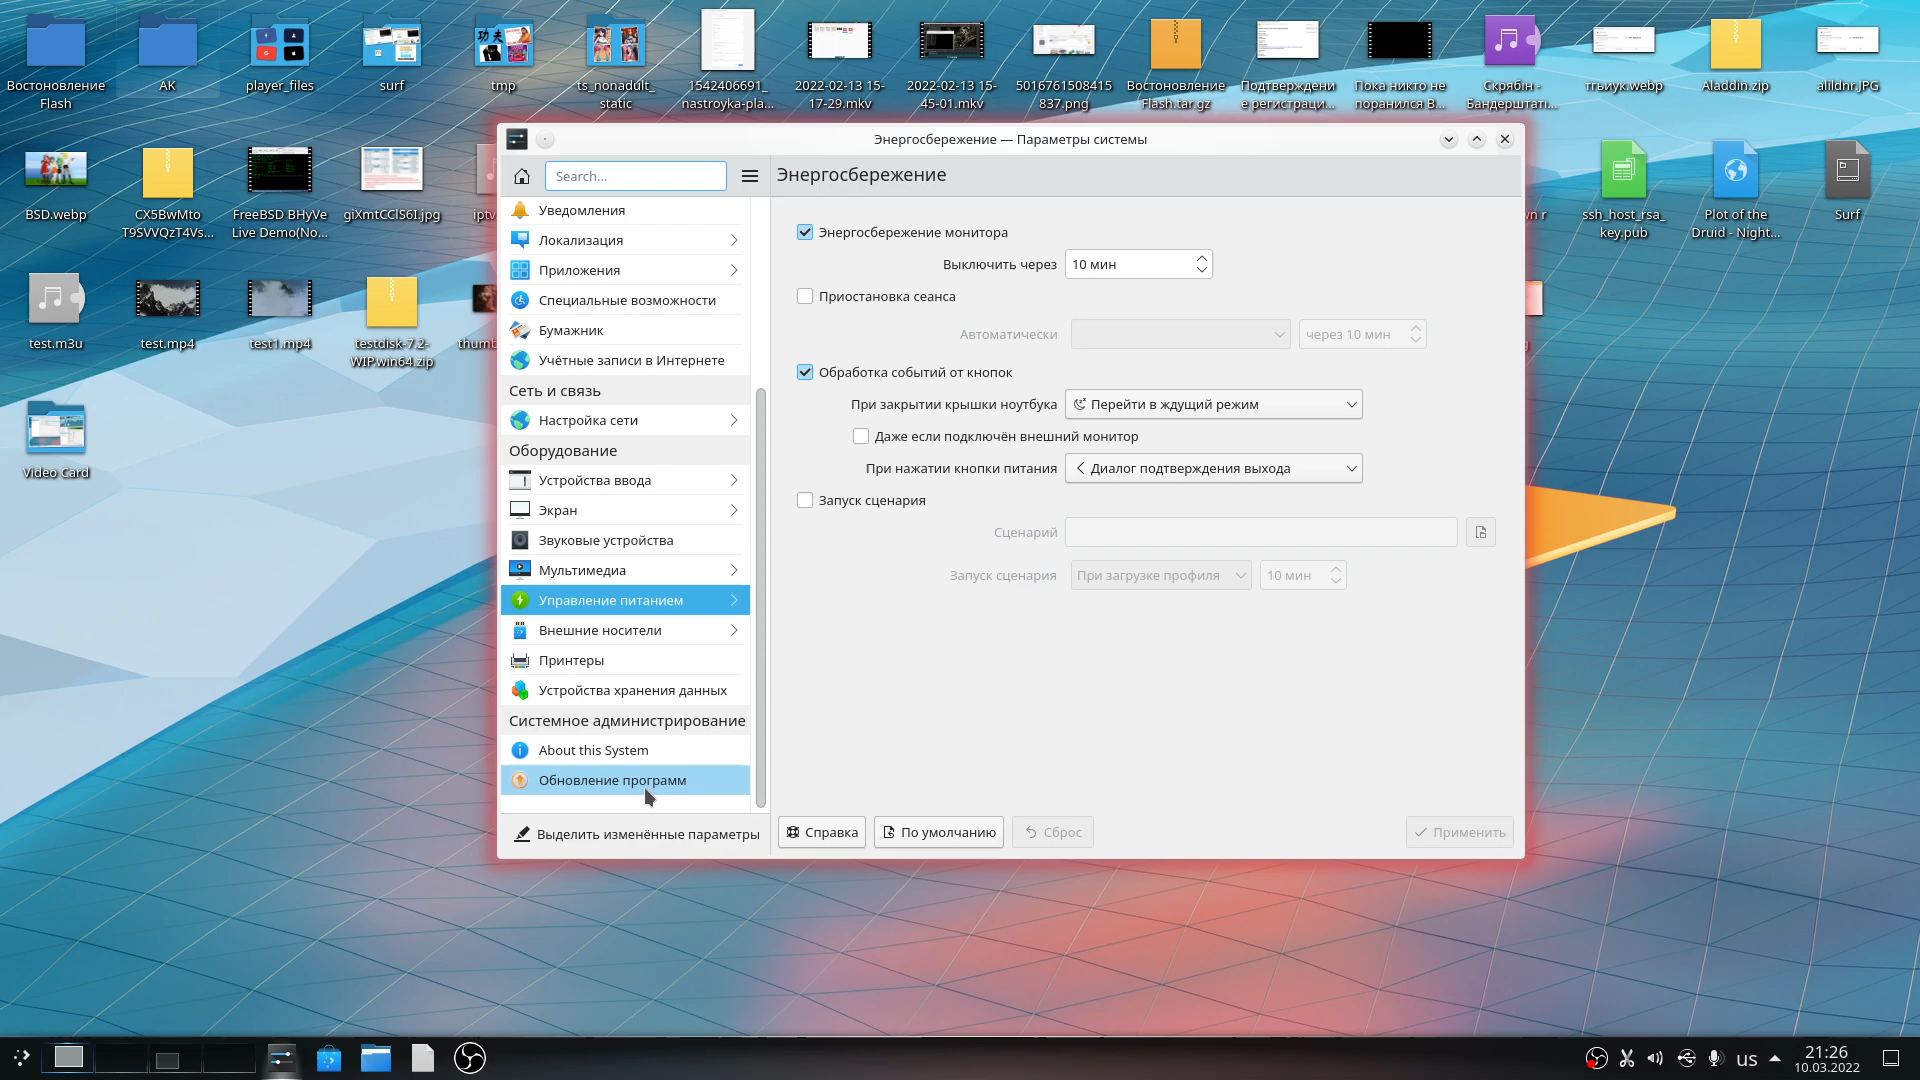 Востоновление
Flash
AK
player_files
surf
tmp
ts_nonadult_
static
1542406691_
nastroyka-pla...
2022-02-13 15-
17-29.mkv
2022-02-13 15-
45-01.mkv
5016761508415
837.png
Востоновление
Flash.tar.gz
Подтверждени
е регистраци...
Пока никто не
поранился В...
Скрябін -
Бандерштаті...
ттьиук.webp
Aladdin.zip
alildnr.JPG
BSD.webp
CX5BwMto
T9SVVQzT4Vs...
FreeBSD BHyVe
Live Demo(No...
giXmtCClS6I.jpg
iptv
wn r
ssh_host_rsa_
key.pub
Plot of the
Druid - Night...
Surf
test.m3u
test.mp4
test1.mp4
testdisk-7.2-
WIP.win64.zip
thumb
g
Video Card
Энергосбережение — Параметры системы
Search...
Энергосбережение
Уведомления
Локализация
Приложения
Специальные возможности
Бумажник
Учётные записи в Интернете
Сеть и связь
Настройка сети
Оборудование
Устройства ввода
Экран
Звуковые устройства
Мультимедиа
Управление питанием
Внешние носители
Принтеры
Устройства хранения данных
Системное администрирование
About this System
Обновление программ
Выделить изменённые параметры
Энергосбережение монитора
Выключить через 10 мин
Приостановка сеанса
Автоматически через 10 мин
Обработка событий от кнопок
При закрытии крышки ноутбука Перейти в ждущий режим
Даже если подключён внешний монитор
При нажатии кнопки питания Диалог подтверждения выхода
Запуск сценария
Сценарий
Запуск сценария При загрузке профиля 10 мин
Справка По умолчанию Сброс Применить
us
21:26
10.03.2022